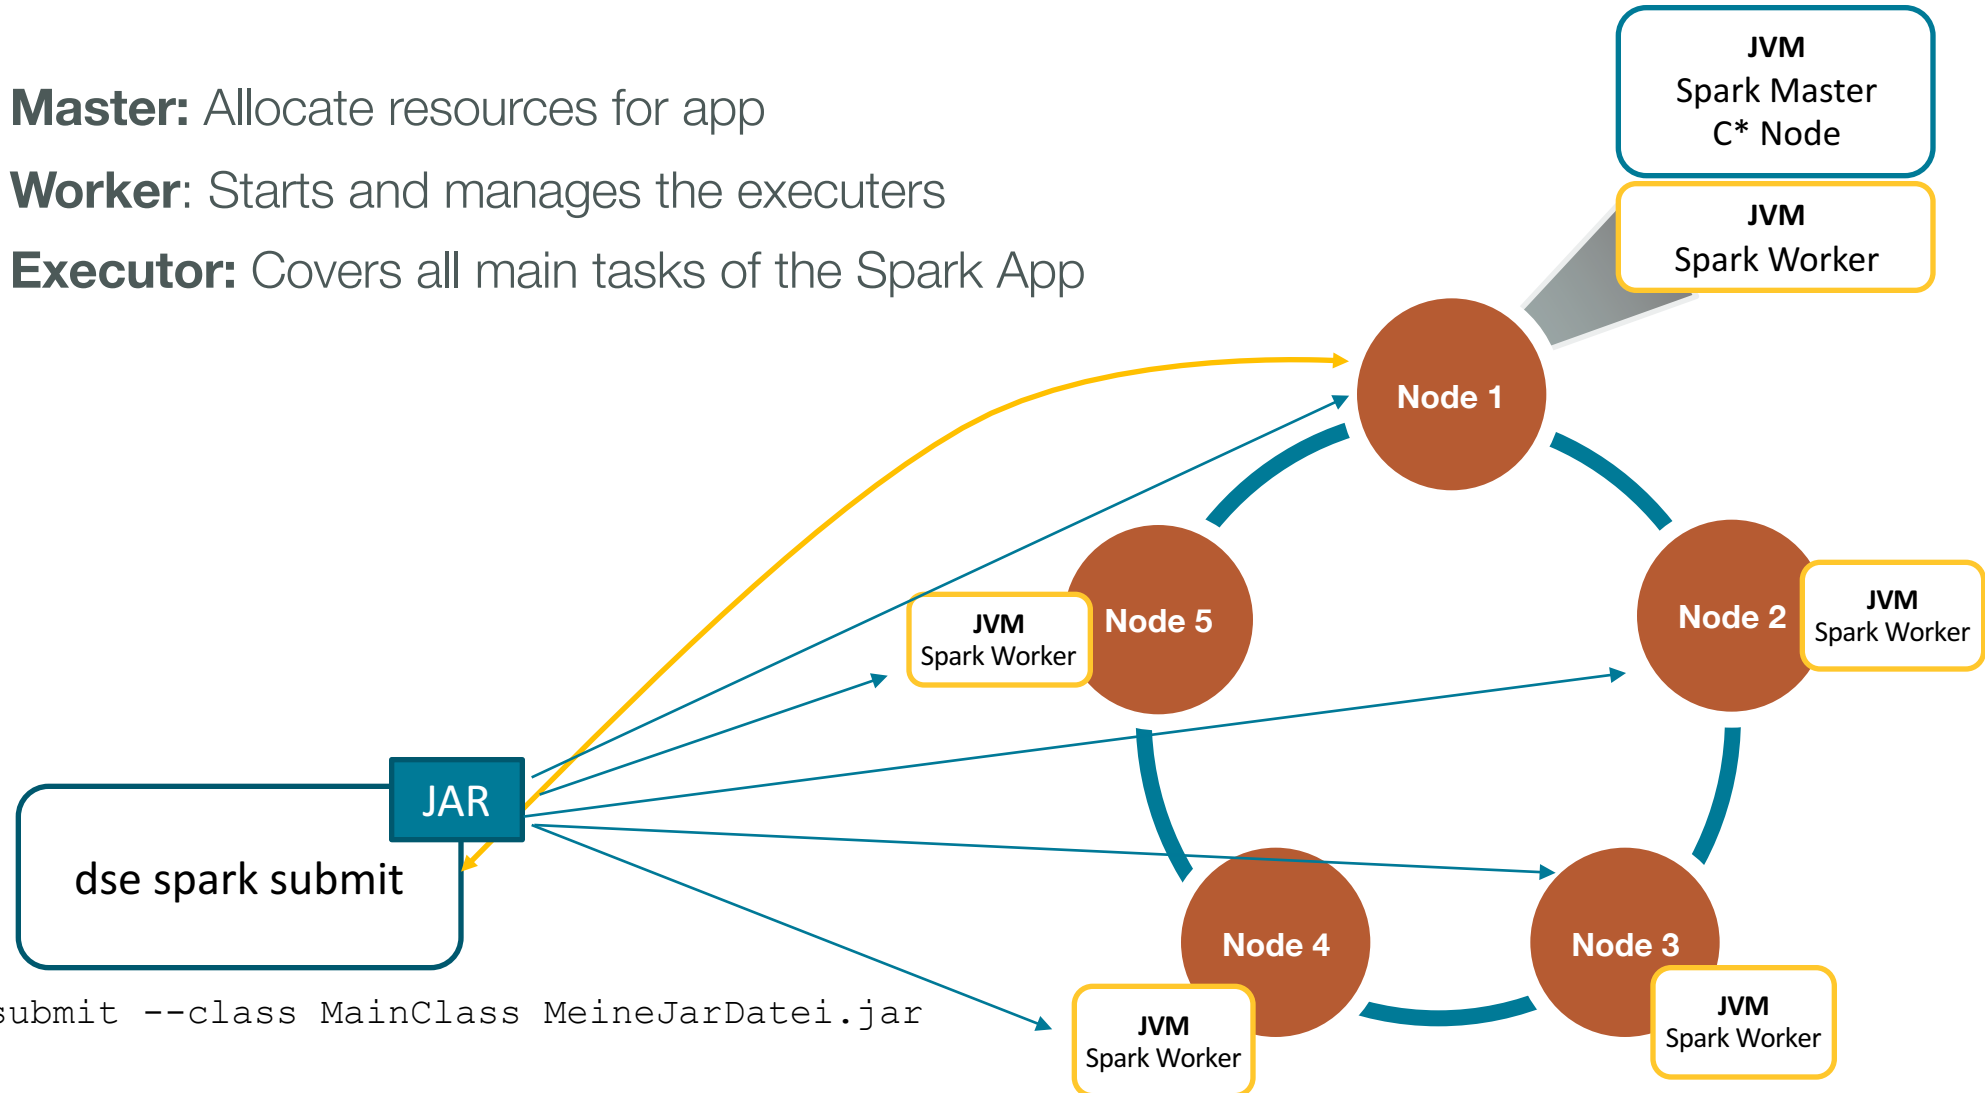 Master: Allocate resources for app
Worker: Starts and manages the executers
Executor: Covers all main tasks of the Spark App
JVM
Spark Master
C* Node
JVM
Spark Worker
Node 1
Node 5
JVM
Spark Worker
Node 2
JVM
Spark Worker
JAR
dse spark submit
Node 4
JVM
Spark Worker
Node 3
JVM
Spark Worker
submit --class MainClass MeineJarDatei.jar